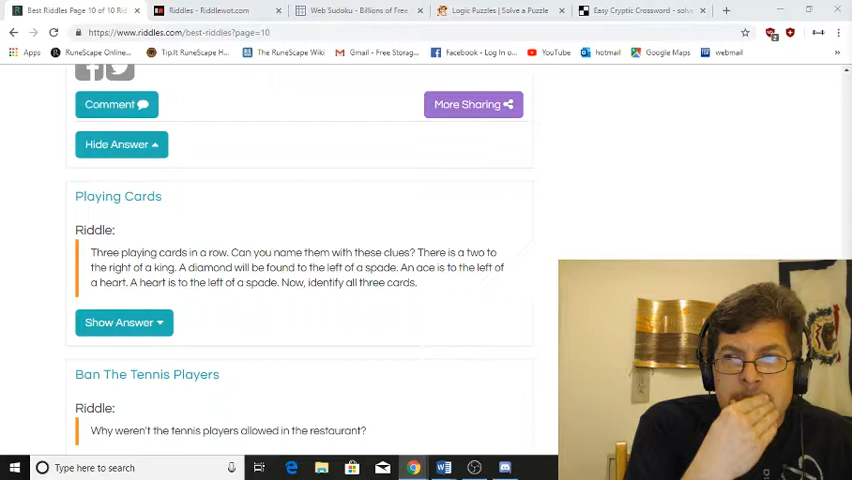 Best Riddles Page 10 of 10 Rid
Riddles - Riddlewot.com
Web Sudoku - Billions of Free
Logic Puzzles | Solve a Puzzle
Easy Cryptic Crossword - solve
https://www.riddles.com/best-riddles?page=10
Apps
RuneScape Online...
Tip.It RuneScape H...
The RuneScape Wiki
Gmail - Free Storag...
Facebook - Log In o...
YouTube
hotmail
Google Maps
webmail
Comment
More Sharing
Hide Answer
Playing Cards
Riddle:
Three playing cards in a row. Can you name them with these clues? There is a two to
the right of a king. A diamond will be found to the left of a spade. An ace is to the left of
a heart. A heart is to the left of a spade. Now, identify all three cards.
Show Answer
Ban The Tennis Players
Riddle:
Why weren't the tennis players allowed in the restaurant?
Type here to search